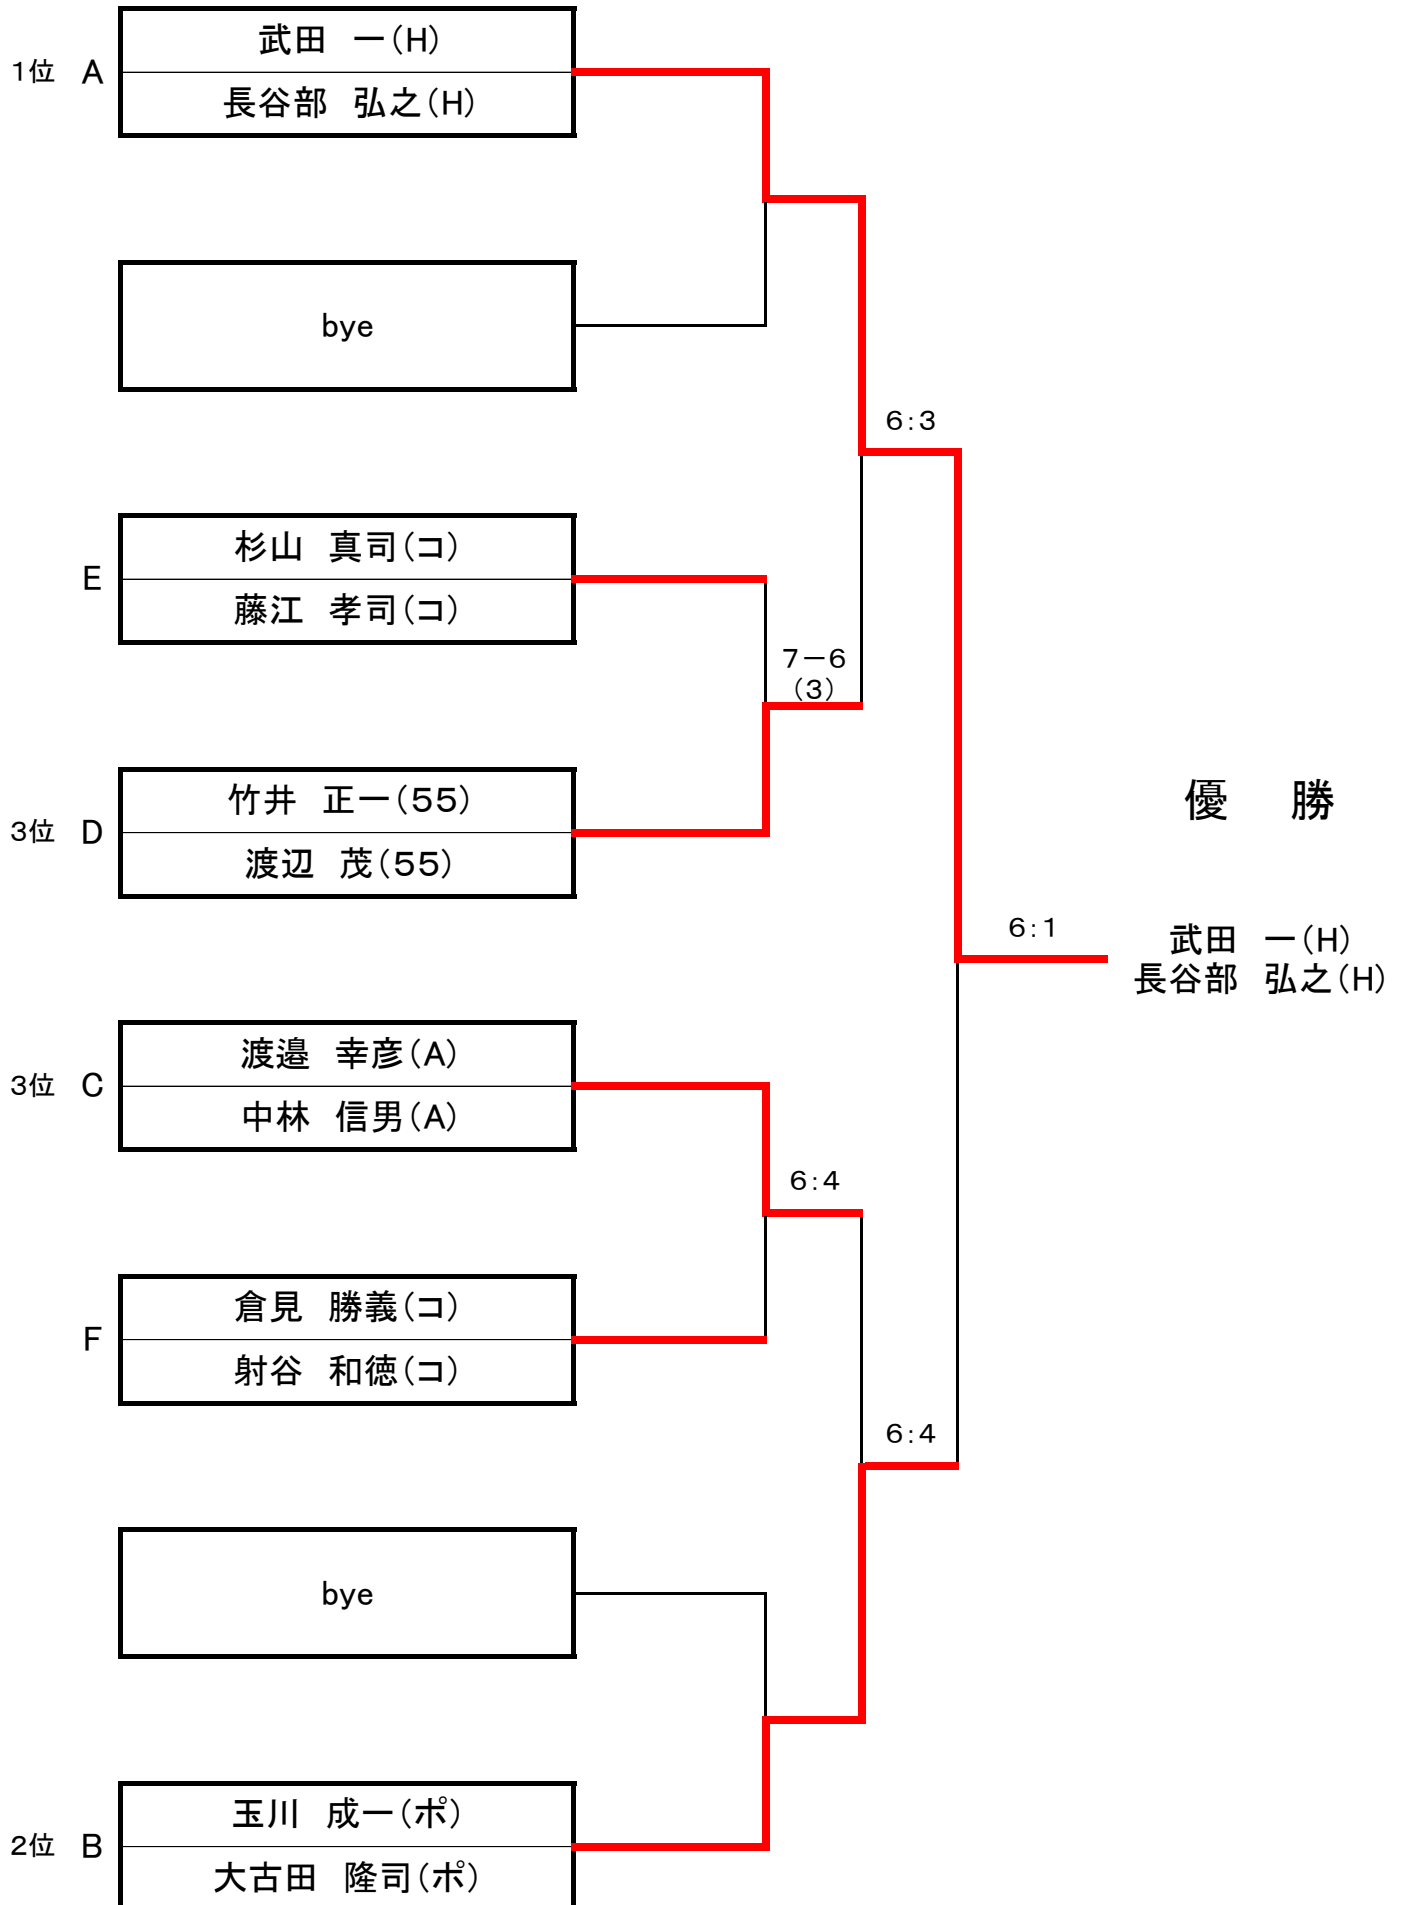 武田　一(H)
1位 A
長谷部　弘之(H)
bye
6:3
杉山　真司(コ)
E
藤江　孝司(コ)
7－6
(3)
竹井　正一(55)
3位 D
渡辺　茂(55)
優　勝
6:1
武田　一(H)
長谷部　弘之(H)
渡邉　幸彦(A)
3位 C
中林　信男(A)
6:4
倉見　勝義(コ)
F
射谷　和徳(コ)
6:4
bye
玉川　成一(ポ)
2位 B
大古田　隆司(ポ)